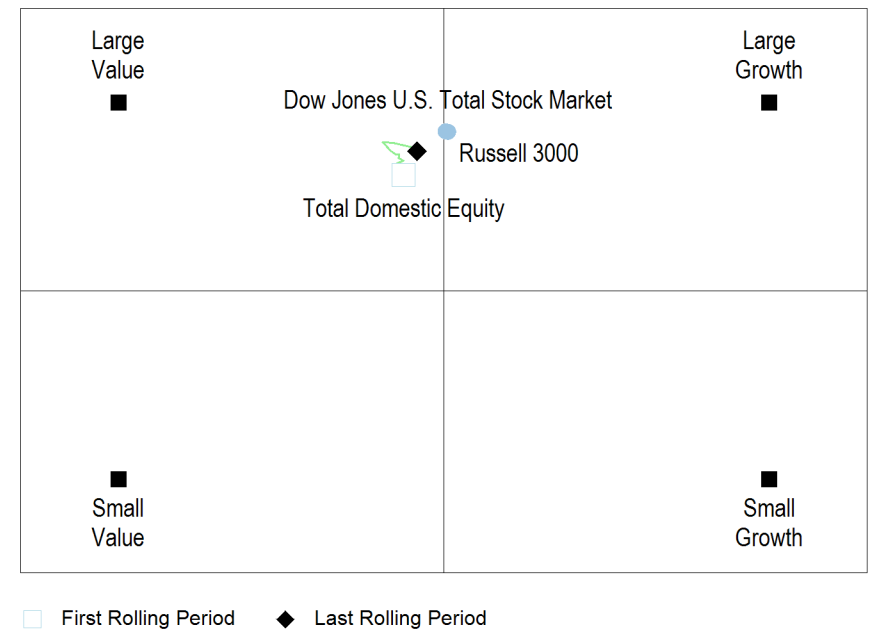 Large
Value
Large
Growth
Dow Jones U.S. Total Stock Market
Russell 3000
Total Domestic Equity
Small
Value
Small
Growth
First Rolling Period
Last Rolling Period